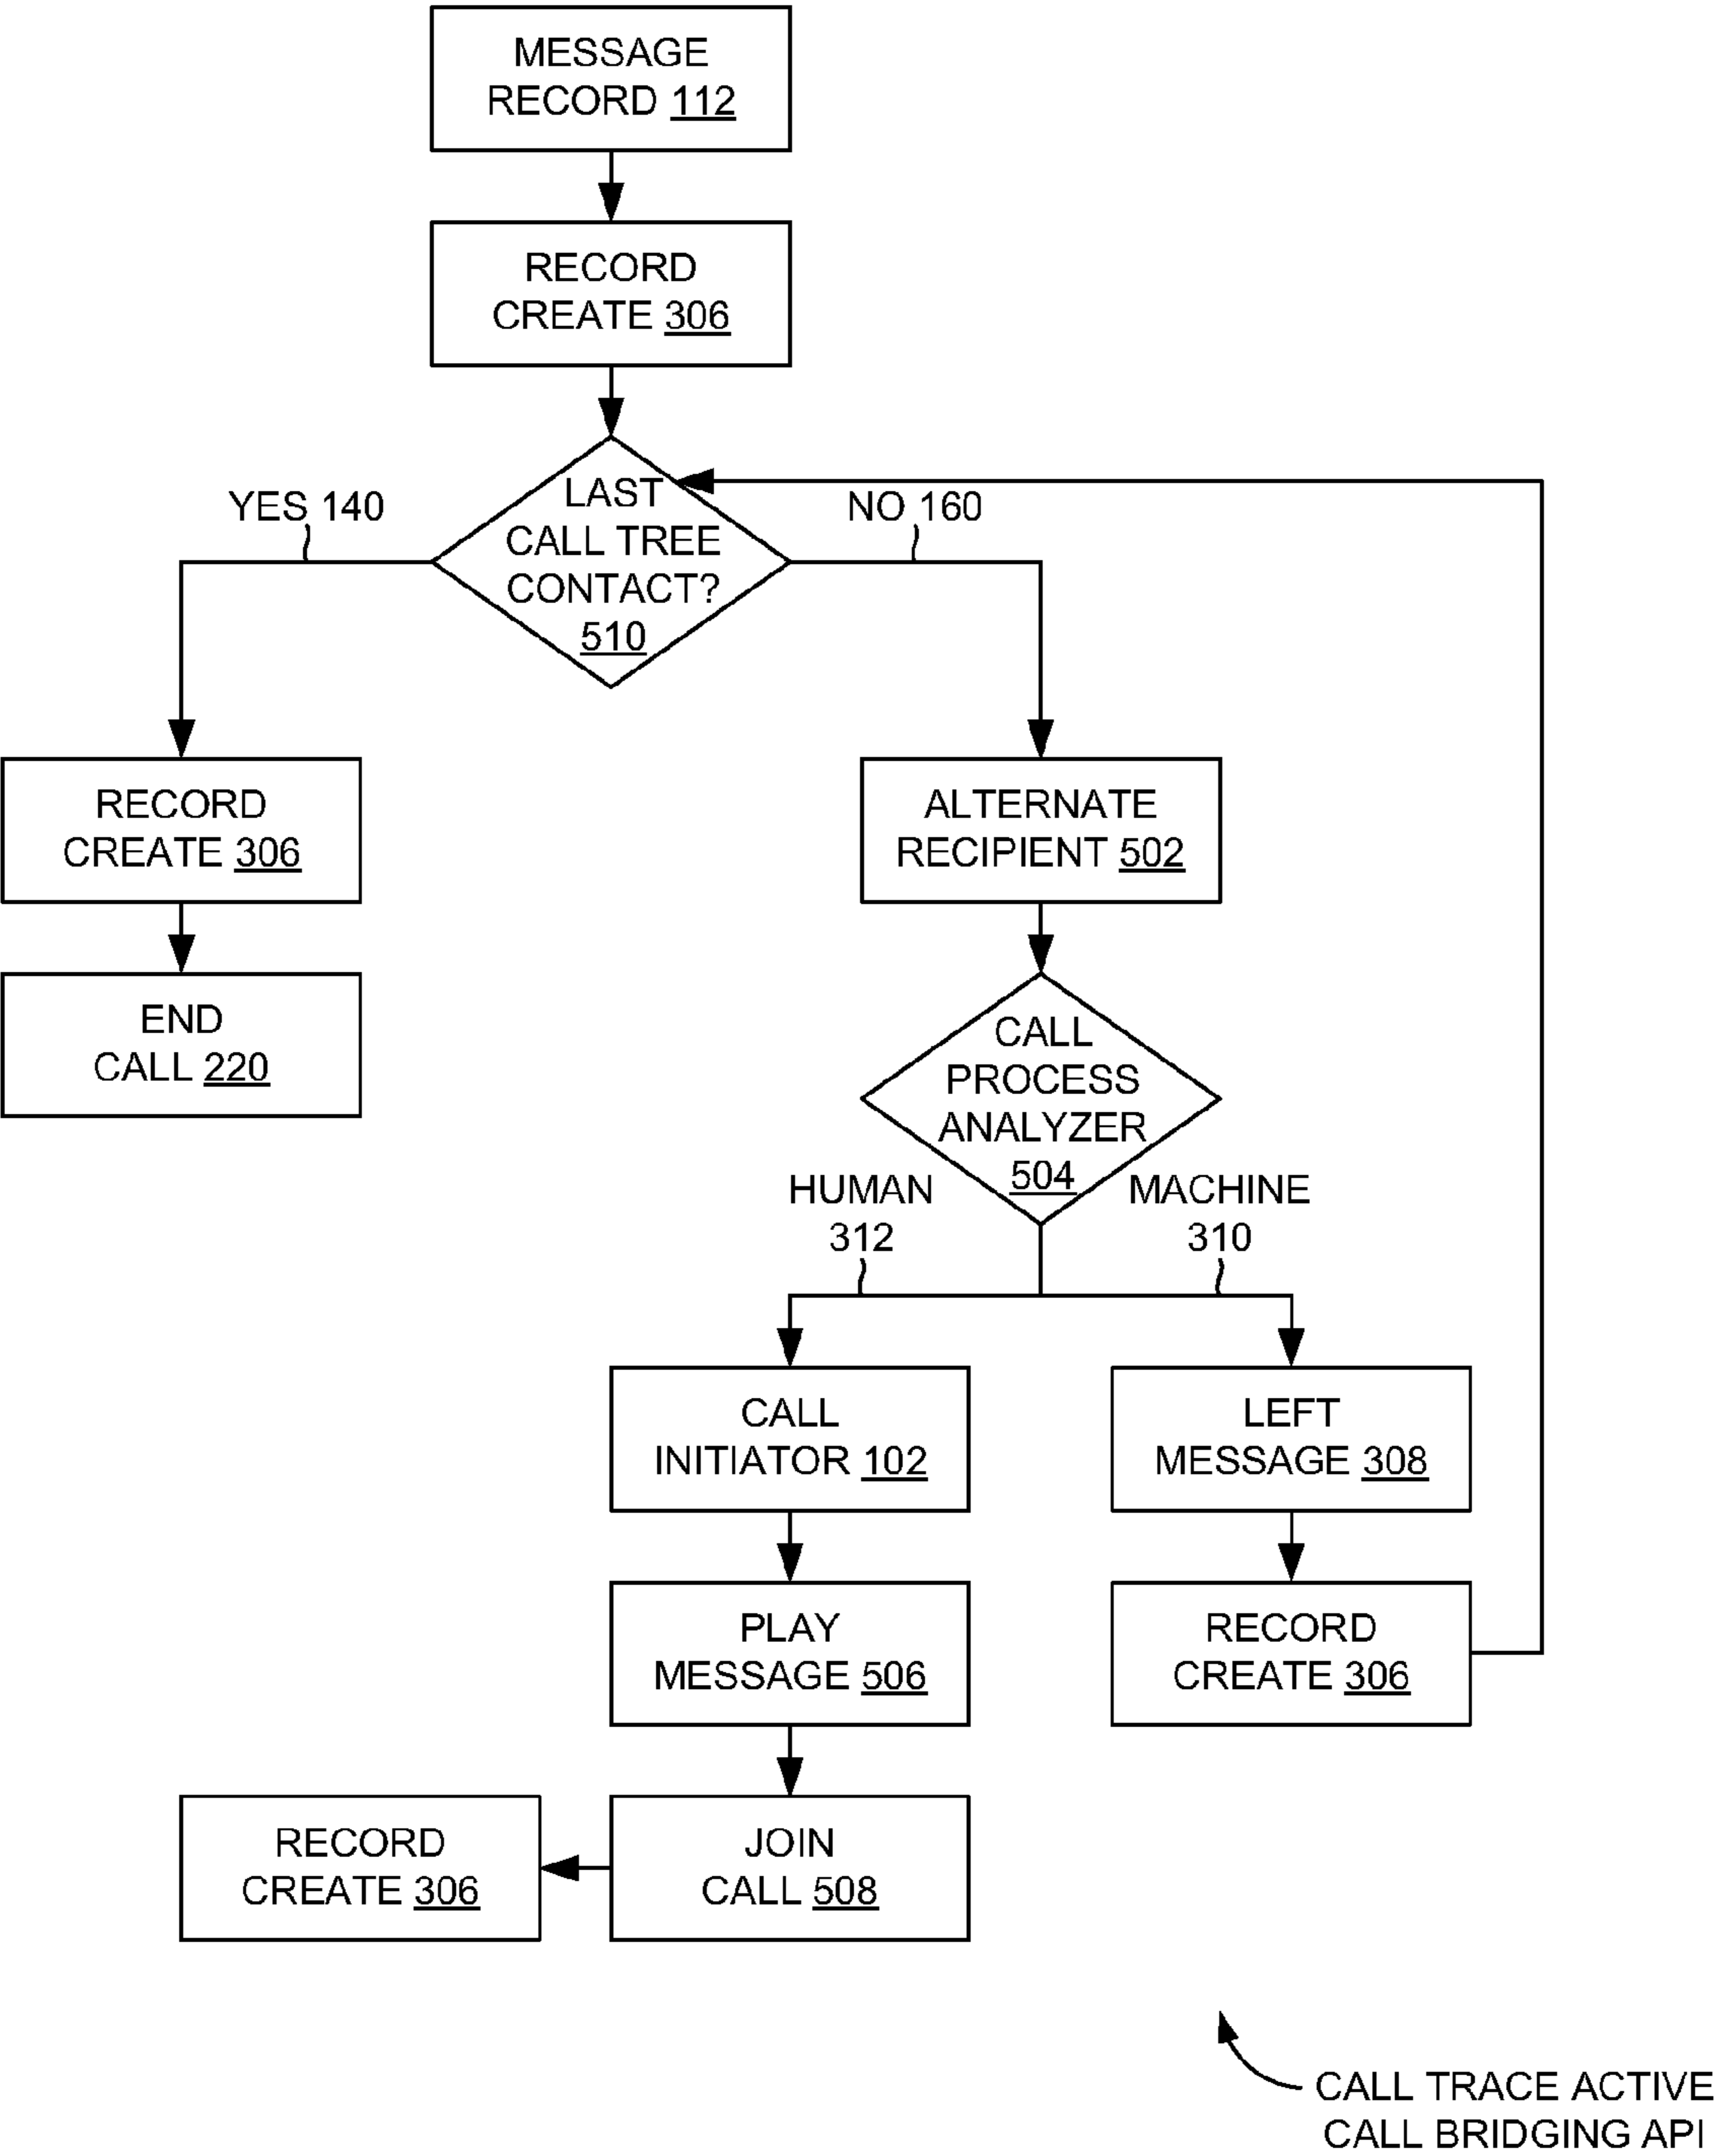 MESSAGE
RECORD 112
RECORD
CREATE 306
LAST
CALL TREE
CONTACT?
510
YES 140
NO 160
RECORD
CREATE 306
END
CALL 220
ALTERNATE
RECIPIENT 502
CALL
PROCESS
ANALYZER
504
HUMAN
312
MACHINE
310
CALL
INITIATOR 102
LEFT
MESSAGE 308
PLAY
MESSAGE 506
RECORD
CREATE 306
RECORD
CREATE 306
JOIN
CALL 508
CALL TRACE ACTIVE
CALL BRIDGING API